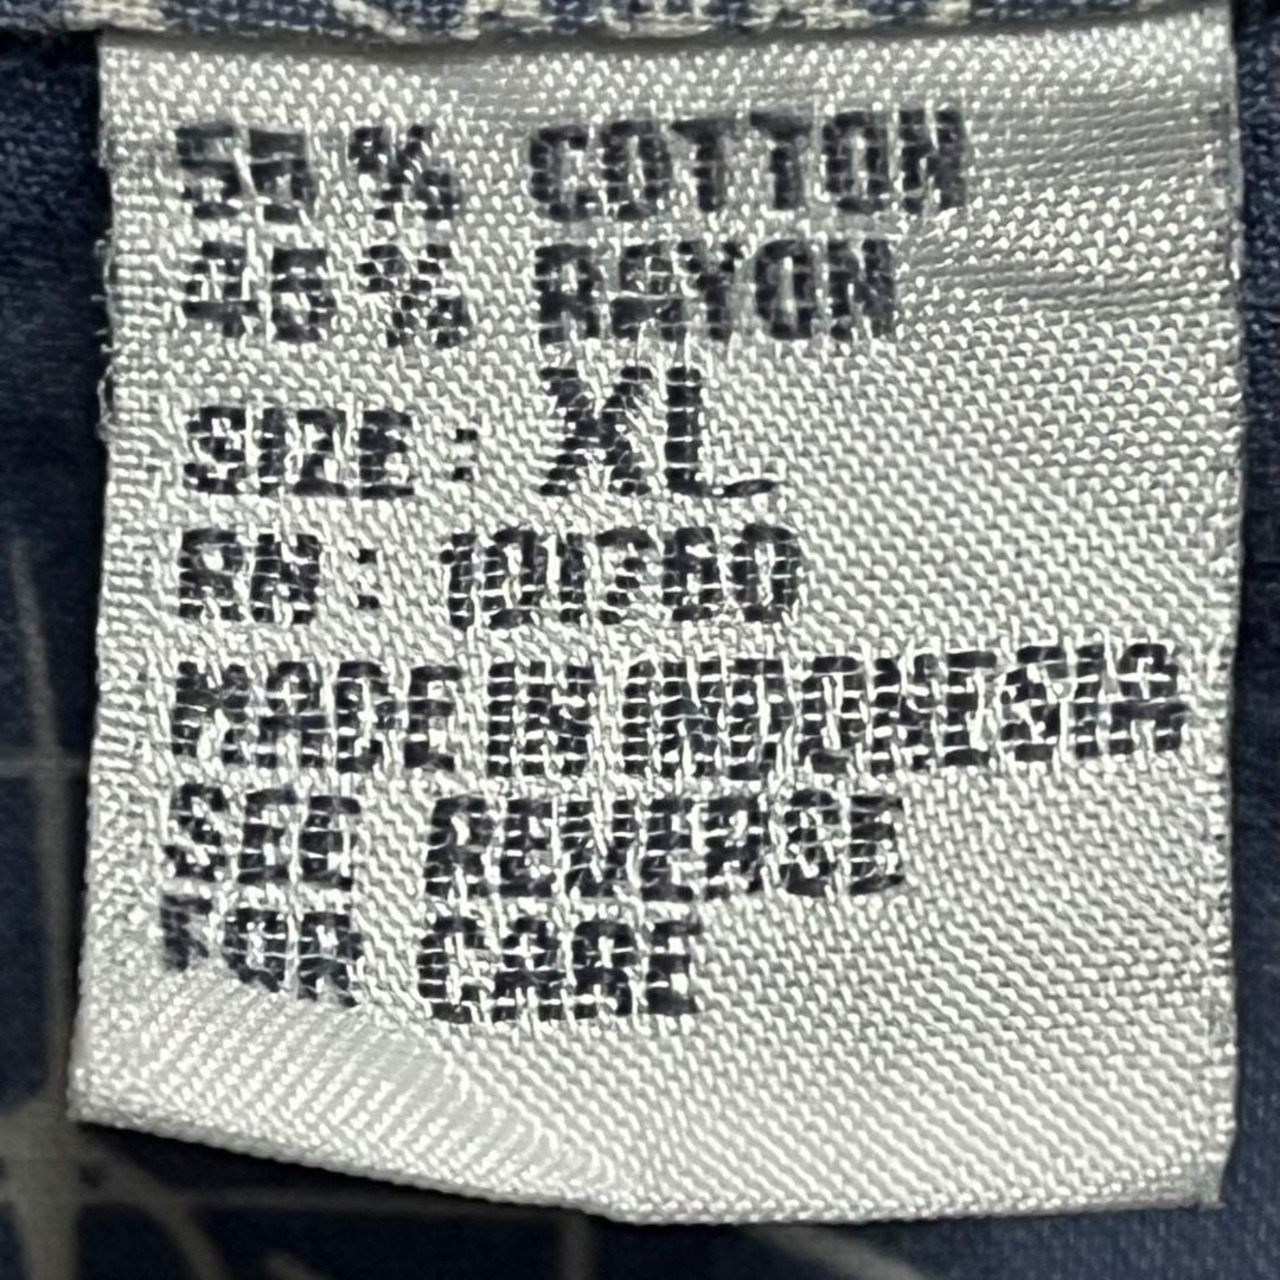 55 % COTTON
45 % RAYON
SIZE: XL
RN:
MADE IN INDONESIA
SEE REVERSE
FOR CARE